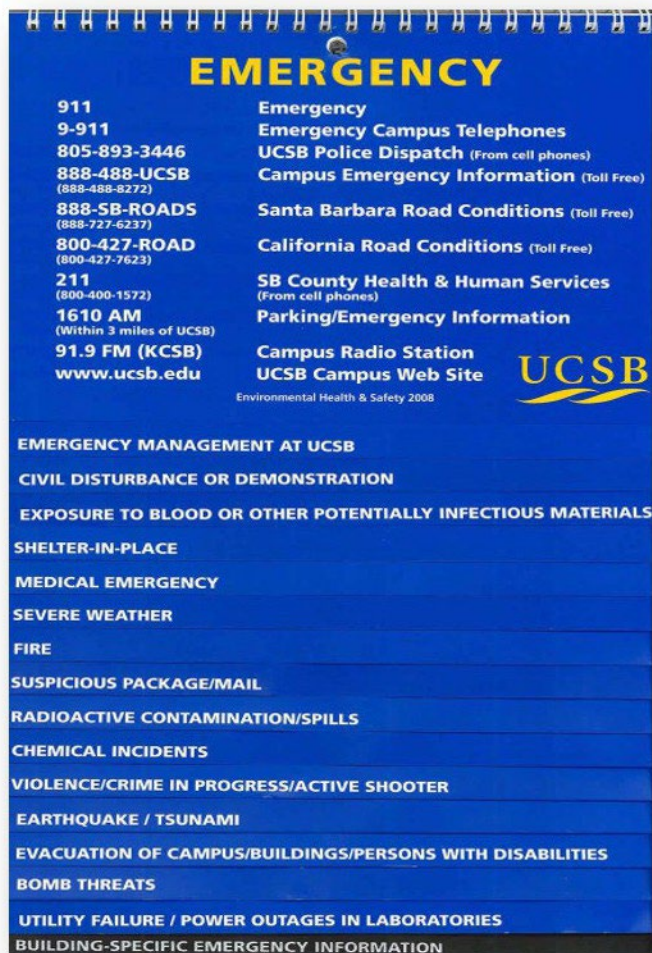 EMERGENCY
911 Emergency
9-911 Emergency Campus Telephones
805-893-3446 UCSB Police Dispatch (From cell phones)
888-488-UCSB Campus Emergency Information (Toll Free)
(888-488-8272)
888-SB-ROADS Santa Barbara Road Conditions (Toll Free)
(888-727-6237)
800-427-ROAD California Road Conditions (Toll Free)
(800-427-7623)
211 SB County Health & Human Services
(800-400-1572) (From cell phones)
1610 AM Parking/Emergency Information
(Within 3 miles of UCSB)
91.9 FM (KCSB) Campus Radio Station
www.ucsb.edu UCSB Campus Web Site
UCSB
Environmental Health & Safety 2008
EMERGENCY MANAGEMENT AT UCSB
CIVIL DISTURBANCE OR DEMONSTRATION
EXPOSURE TO BLOOD OR OTHER POTENTIALLY INFECTIOUS MATERIALS
SHELTER-IN-PLACE
MEDICAL EMERGENCY
SEVERE WEATHER
FIRE
SUSPICIOUS PACKAGE/MAIL
RADIOACTIVE CONTAMINATION/SPILLS
CHEMICAL INCIDENTS
VIOLENCE/CRIME IN PROGRESS/ACTIVE SHOOTER
EARTHQUAKE / TSUNAMI
EVACUATION OF CAMPUS/BUILDINGS/PERSONS WITH DISABILITIES
BOMB THREATS
UTILITY FAILURE / POWER OUTAGES IN LABORATORIES
BUILDING-SPECIFIC EMERGENCY INFORMATION